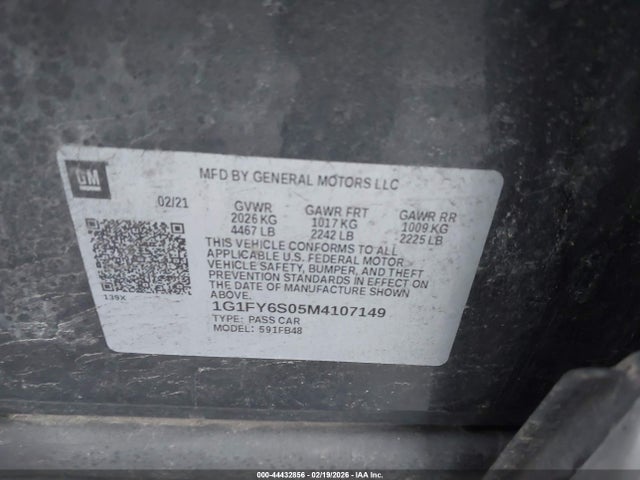 GM
MFD BY GENERAL MOTORS LLC
02/21
GVWR GAWR FRT GAWR RR
2026 KG 1017 KG 1009 KG
4467 LB 2242 LB 2225 LB
THIS VEHICLE CONFORMS TO ALL
APPLICABLE U.S. FEDERAL MOTOR
VEHICLE SAFETY, BUMPER, AND THEFT
PREVENTION STANDARDS IN EFFECT ON
THE DATE OF MANUFACTURE SHOWN
ABOVE.
139X
1G1FY6S05M4107149
TYPE: PASS CAR
MODEL: 591FB48
000-44432856 - 02/19/2026 - IAA Inc.